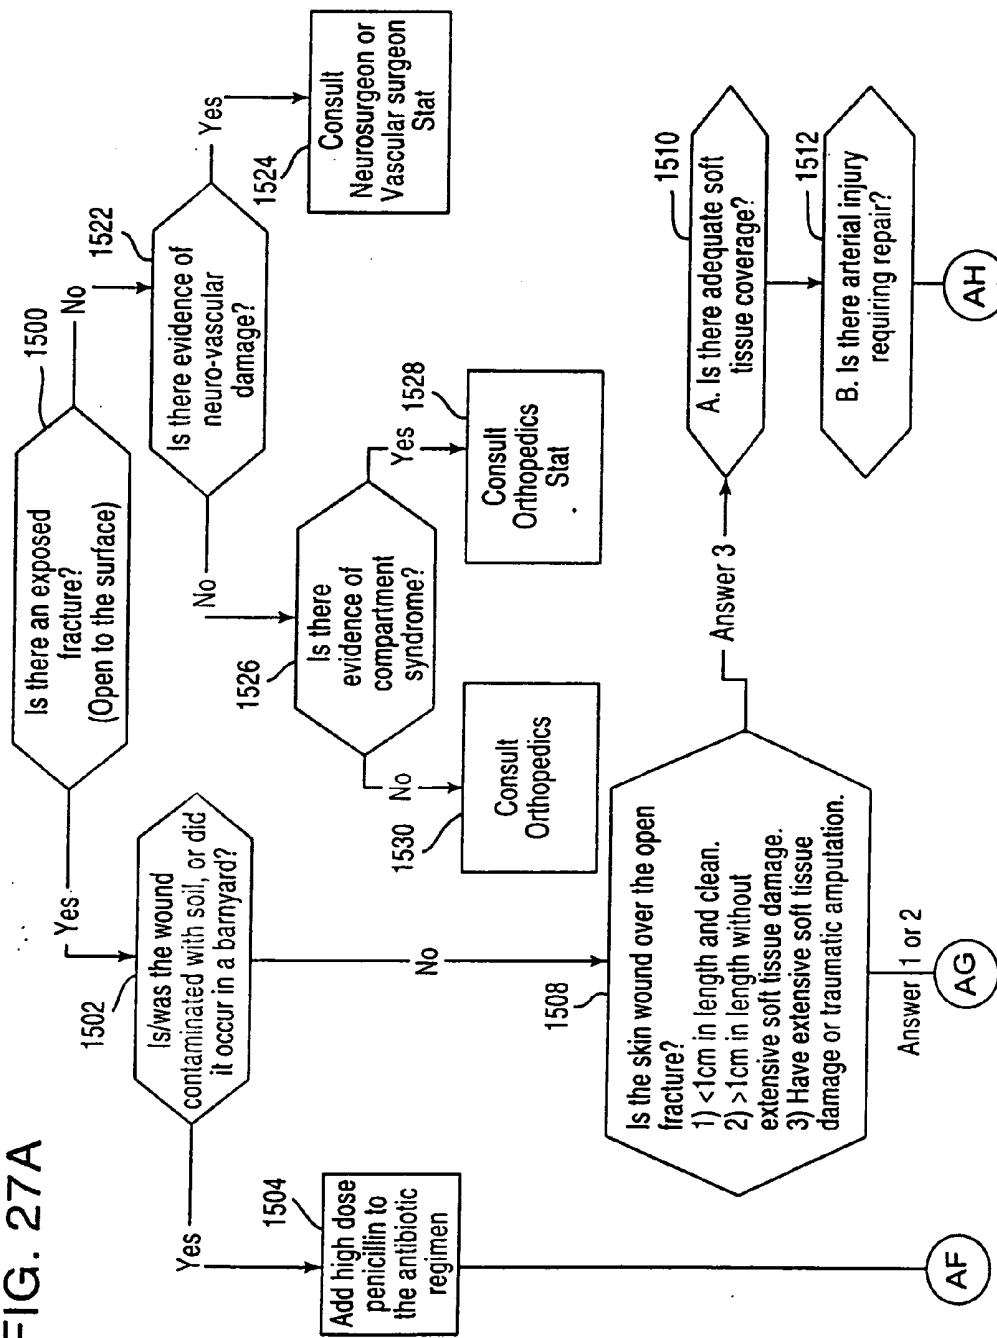 FIG. 27A
1500
Is there an exposed
fracture?
(Open to the surface)
Yes
No
1502
Is/was the wound
contaminated with soil, or did
it occur in a barnyard?
1522
Is there evidence of
neuro-vascular
damage?
Yes
1524
Consult
Neurosurgeon or
Vascular surgeon
Stat
No
1526
Is there
evidence of
compartment
syndrome?
Yes
1528
Consult
Orthopedics
Stat
No
1530
Consult
Orthopedics
Yes
1504
Add high dose
penicillin to
the antibiotic
regimen
No
1508
Is the skin wound over the open
fracture?
1) <1cm in length and clean.
2) >1cm in length without
extensive soft tissue damage.
3) Have extensive soft tissue
damage or traumatic amputation.
Answer 3
1510
A. Is there adequate soft
tissue coverage?
1512
B. Is there arterial injury
requiring repair?
Answer 1 or 2
AF
AG
AH